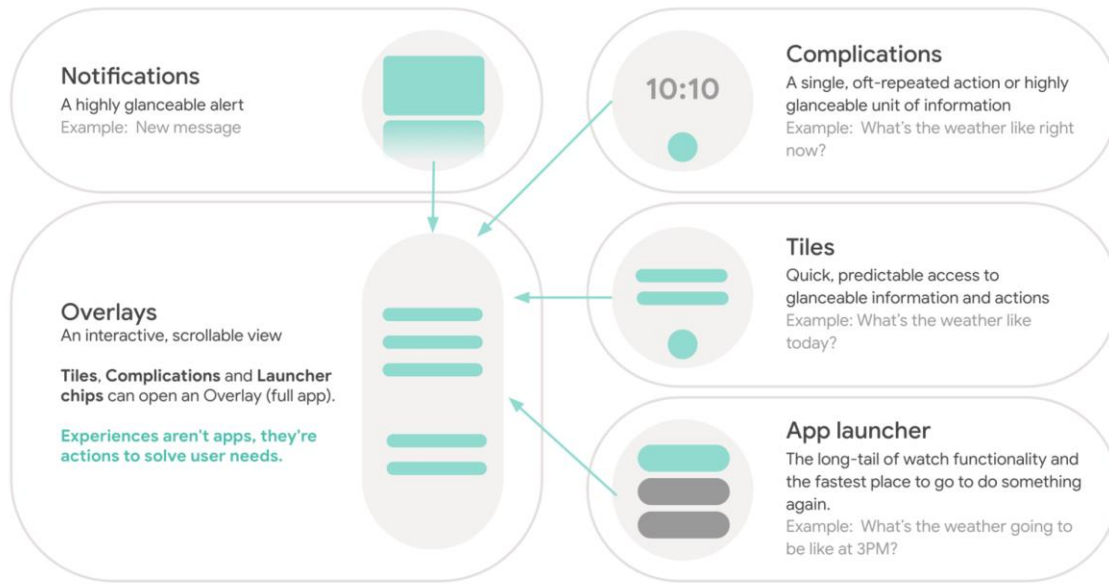 Notifications
A highly glanceable alert
Example: New message
Overlays
An interactive, scrollable view
Tiles, Complications and Launcher
chips can open an Overlay (full app).
Experiences aren't apps, they're
actions to solve user needs.
10:10
Complications
A single, oft-repeated action or highly
glanceable unit of information
Example: What's the weather like right
now?
Tiles
Quick, predictable access to
glanceable information and actions
Example: What's the weather like
today?
App launcher
The long-tail of watch functionality and
the fastest place to go to do something
again.
Example: What's the weather going to
be like at 3PM?